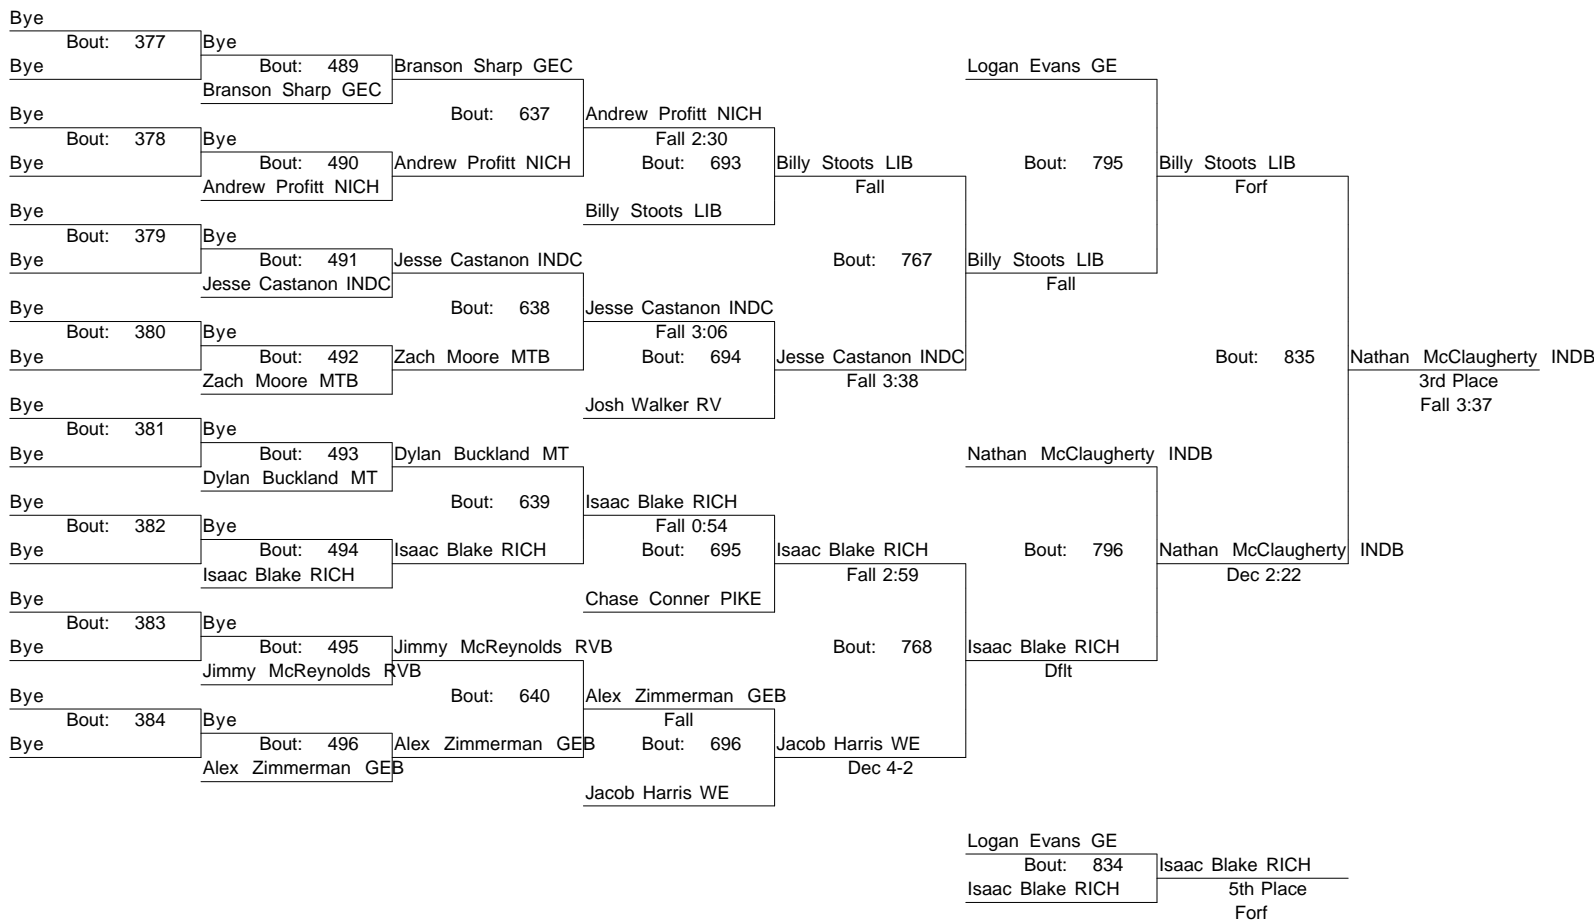 Bye
Bout: 377
Bye
Bye
Bout: 489
Branson Sharp GEC
Branson Sharp GEC
Bye
Bout: 378
Bye
Bye
Bout: 490
Andrew Profitt NICH
Andrew Profitt NICH
Bout: 637
Andrew Profitt NICH
Fall 2:30
Bout: 693
Billy Stoots LIB
Billy Stoots LIB
Fall
Bye
Bout: 379
Bye
Bye
Bout: 491
Jesse Castanon INDC
Jesse Castanon INDC
Bye
Bout: 380
Bye
Bye
Bout: 492
Zach Moore MTB
Zach Moore MTB
Bout: 638
Jesse Castanon INDC
Fall 3:06
Bout: 694
Josh Walker RV
Jesse Castanon INDC
Fall 3:38
Bout: 767
Billy Stoots LIB
Fall
Logan Evans GE
Bout: 795
Billy Stoots LIB
Forf
Bye
Bout: 381
Bye
Bye
Bout: 493
Dylan Buckland MT
Dylan Buckland MT
Bye
Bout: 382
Bye
Bye
Bout: 494
Isaac Blake RICH
Isaac Blake RICH
Bout: 639
Isaac Blake RICH
Fall 0:54
Bout: 695
Chase Conner PIKE
Isaac Blake RICH
Fall 2:59
Bye
Bout: 383
Bye
Bye
Bout: 495
Jimmy McReynolds RVB
Jimmy McReynolds RVB
Bye
Bout: 384
Bye
Bye
Bout: 496
Alex Zimmerman GEB
Alex Zimmerman GEB
Bout: 640
Alex Zimmerman GEB
Fall
Bout: 696
Jacob Harris WE
Jacob Harris WE
Dec 4-2
Bout: 768
Isaac Blake RICH
Dflt
Nathan McClaugherty INDB
Bout: 796
Nathan McClaugherty INDB
Dec 2:22
Bout: 835
Nathan McClaugherty INDB
3rd Place
Fall 3:37
Logan Evans GE
Bout: 834
Isaac Blake RICH
Isaac Blake RICH
5th Place
Forf